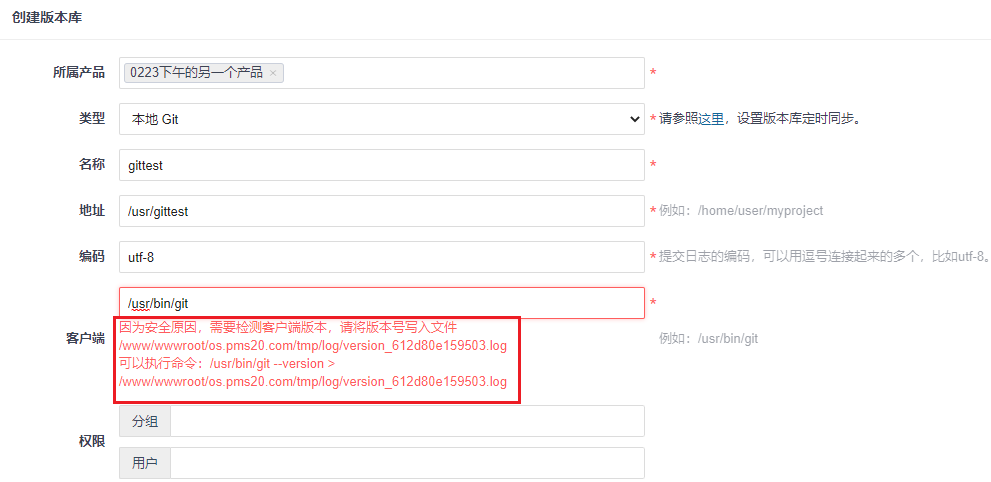 创建版本库
所属产品 0223下午的另一个产品 × *
类型 本地 Git * 请参照这里，设置版本库定时同步。
名称 gittest *
地址 /usr/gittest * 例如：/home/user/myproject
编码 utf-8 * 提交日志的编码，可以用逗号连接起来的多个，比如utf-8。
/usr/bin/git *
因为安全原因，需要检测客户端版本，请将版本号写入文件
客户端 /www/wwwroot/os.pms20.com/tmp/log/version_612d80e159503.log 例如：/usr/bin/git
可以执行命令：/usr/bin/git --version >
/www/wwwroot/os.pms20.com/tmp/log/version_612d80e159503.log
权限 分组
用户